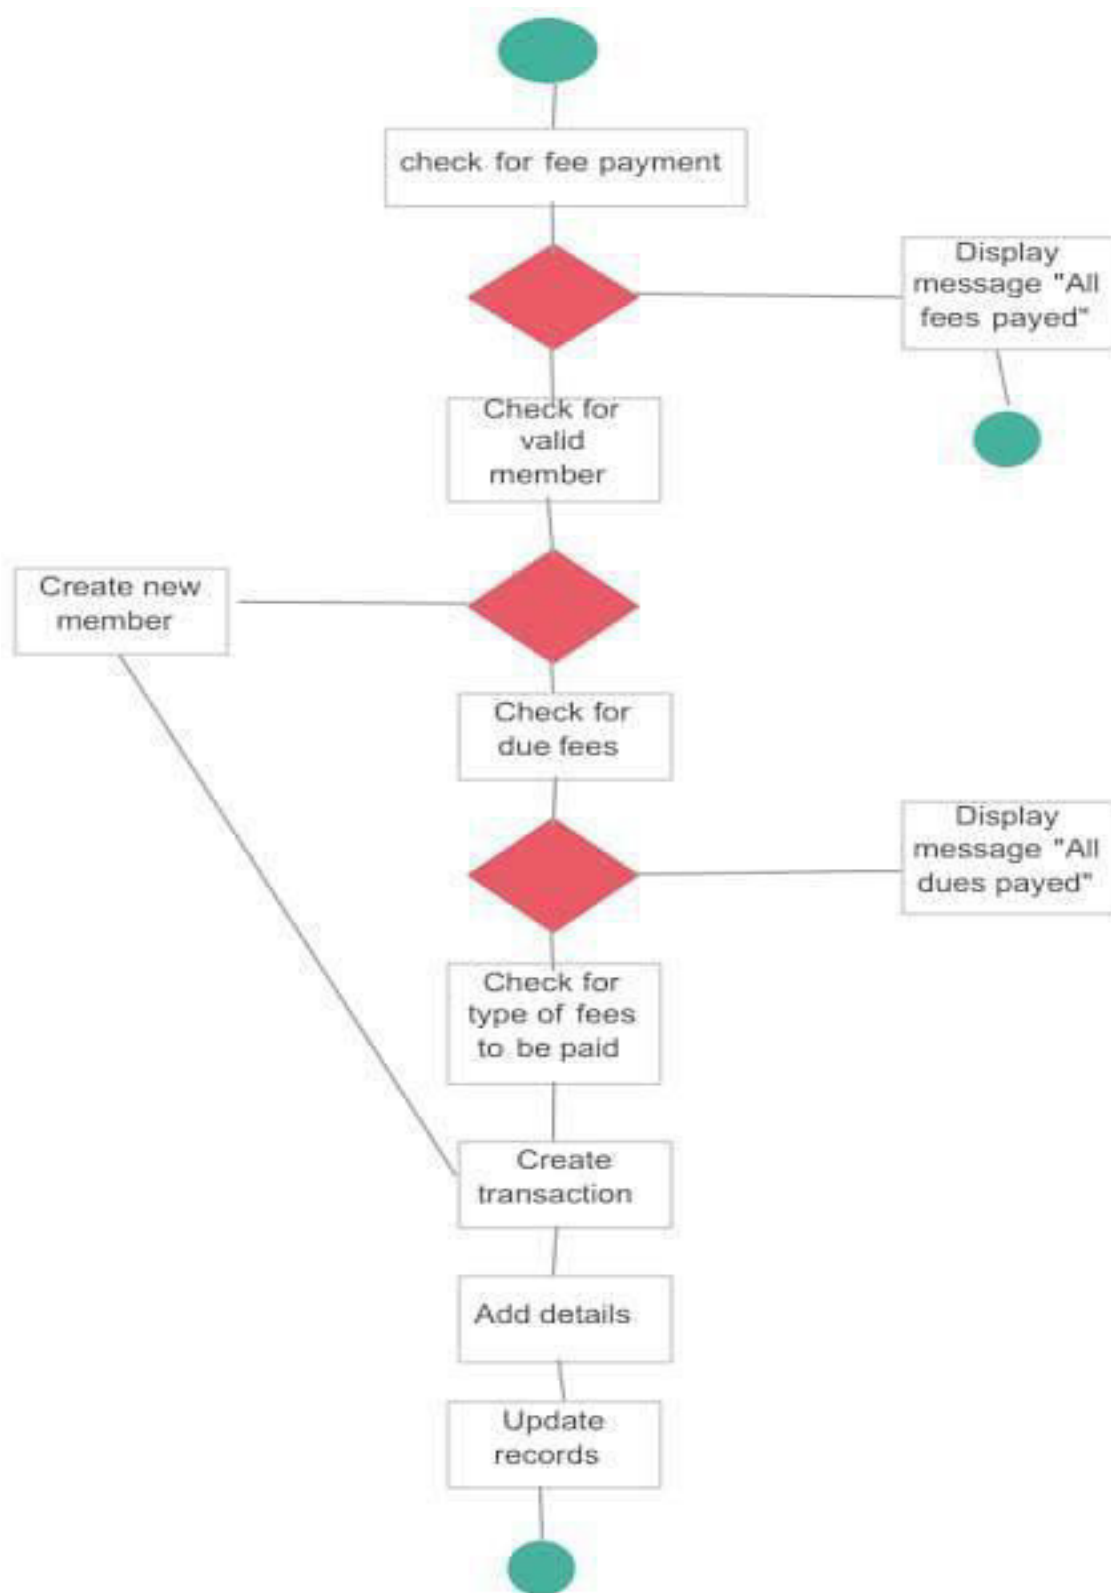 check for fee payment
Display
message "All
fees payed"
Check for
valid
member
Create new
member
Check for
due fees
Display
message "All
dues payed"
Check for
type of fees
to be paid
Create
transaction
Add details
Update
records